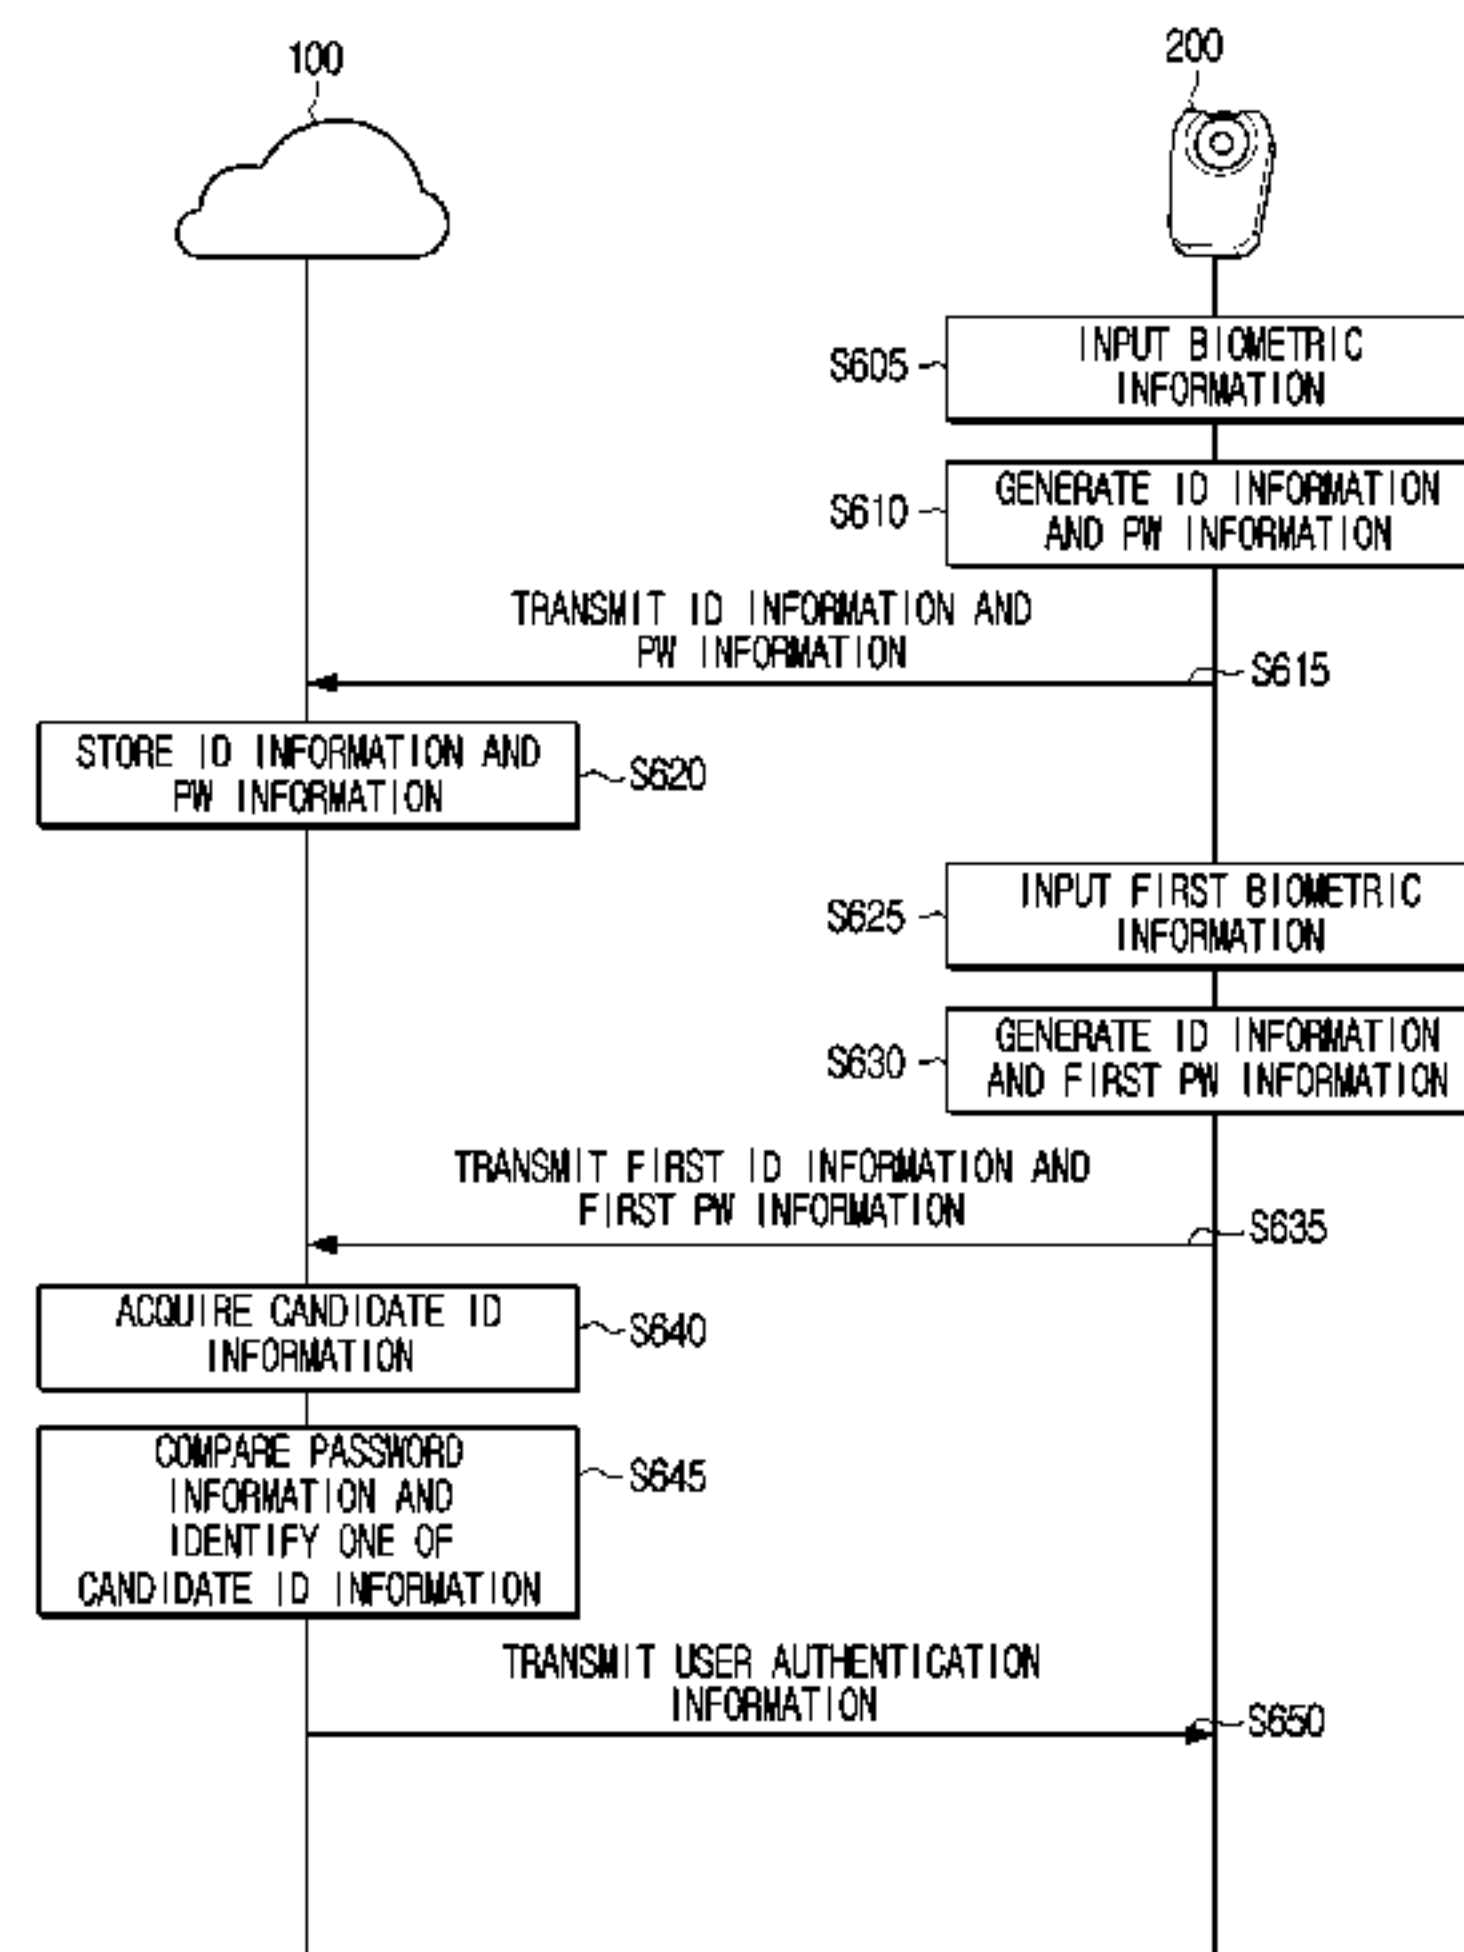 100
200
INPUT BIOMETRIC
INFORMATION
S605
GENERATE ID INFORMATION
AND PW INFORMATION
S610
TRANSMIT ID INFORMATION AND
PW INFORMATION
S615
STORE ID INFORMATION AND
PW INFORMATION
S620
INPUT FIRST BIOMETRIC
INFORMATION
S625
GENERATE ID INFORMATION
AND FIRST PW INFORMATION
S630
TRANSMIT FIRST ID INFORMATION AND
FIRST PW INFORMATION
S635
ACQUIRE CANDIDATE ID
INFORMATION
S640
COMPARE PASSWORD
INFORMATION AND
IDENTIFY ONE OF
CANDIDATE ID INFORMATION
S645
TRANSMIT USER AUTHENTICATION
INFORMATION
S650